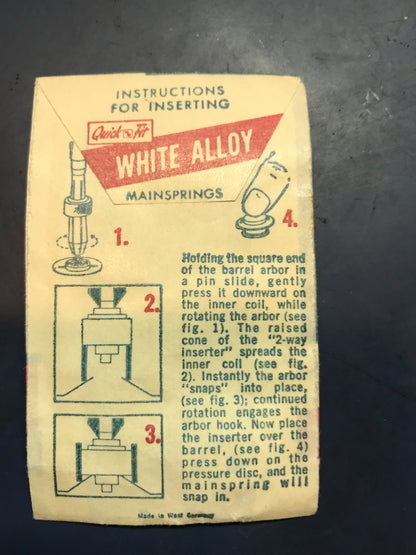 INSTRUCTIONS
FOR INSERTING
Quick Fit
WHITE ALLOY
MAINSPRINGS
1.
4.
2.
3.
Holding the square end
of the barrel arbor in
a pin slide, gently
press it downward on
the inner coil, while
rotating the arbor (see
fig. 1). The raised
cone of the "2-way
inserter" spreads the
inner coil (see fig.
2). Instantly the arbor
"snaps" into place,
(see fig. 3); continued
rotation engages the
arbor hook. Now place
the inserter over the
barrel, (see fig. 4)
press down on the
pressure disc, and the
mainspring will
snap in.
Made in West Germany